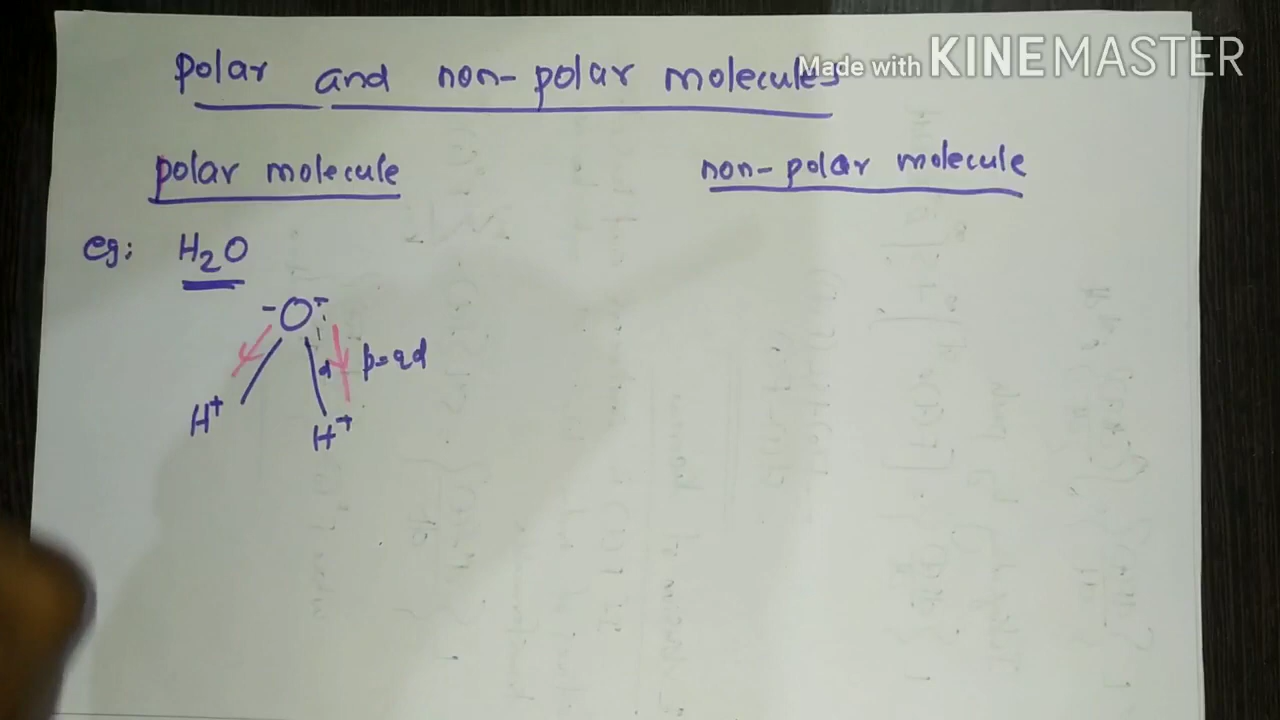 polar and non-polar molecules
Made with KINEMASTER
polar molecule
non-polar molecule
eg: H₂O
- O -
d p=qd
H+
H+